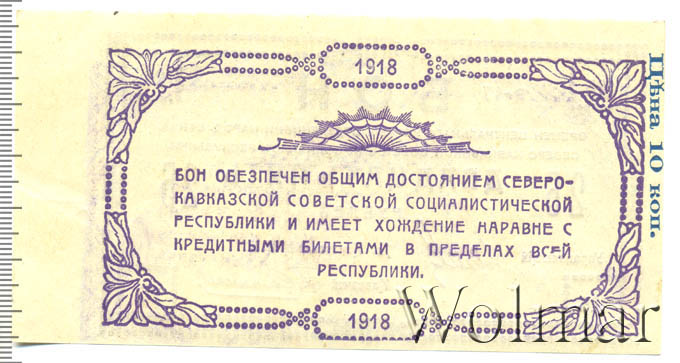 1918
БОН ОБЕЗПЕЧЕН ОБЩИМ ДОСТОЯНИЕМ СЕВЕРО-
КАВКАЗСКОЙ СОВЕТСКОЙ СОЦИАЛИСТИЧЕСКОЙ
РЕСПУБЛИКИ И ИМЕЕТ ХОЖДЕНИЕ НАРАВНЕ С
КРЕДИТНЫМИ БИЛЕТАМИ В ПРЕДЕЛАХ ВСЕЙ
РЕСПУБЛИКИ.
1918
Цѣна 10 коп.
Wolmar